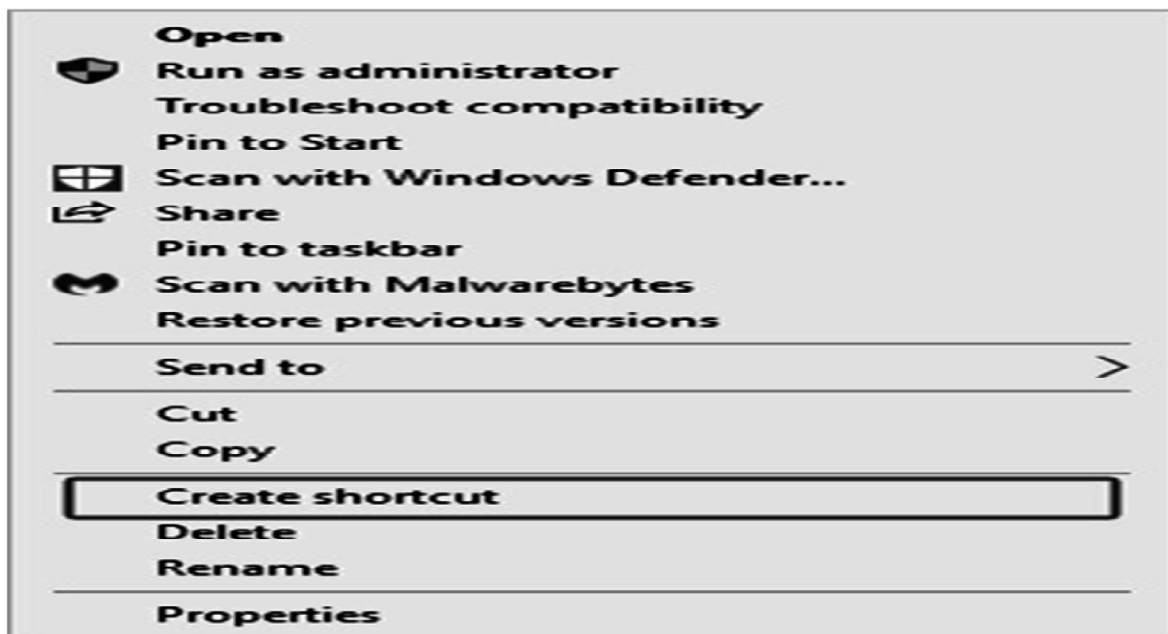 Open
Run as administrator
Troubleshoot compatibility
Pin to Start
Scan with Windows Defender...
Share
Pin to taskbar
Scan with Malwarebytes
Restore previous versions
Send to >
Cut
Copy
Create shortcut
Delete
Rename
Properties